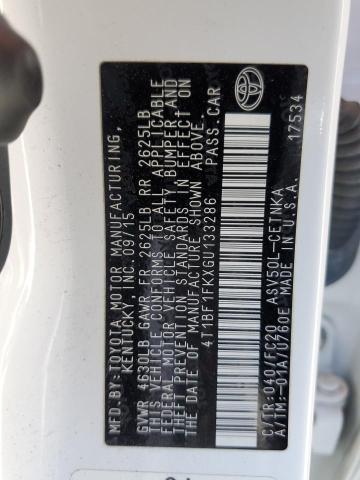 MFD.BY:TOYOTA MOTOR MANUFACTURING,
KENTUCKY, INC. 09/15
GVWR 4630LB GAWR FR 2625LB RR 2625LB
THIS VEHICLE CONFORMS TO ALL APPLICABLE
FEDERAL MOTOR VEHICLE SAFETY, BUMPER, AND
THEFT PREVENTION STANDARDS IN EFFECT ON
THE DATE OF MANUFACTURE SHOWN ABOVE.
4T1BF1FKXGU133286 PASS.CAR
C/TR:040/FC20 ASV50L-CETNKA
A/TM:-01A/U760E MADE IN U.S.A. 17534